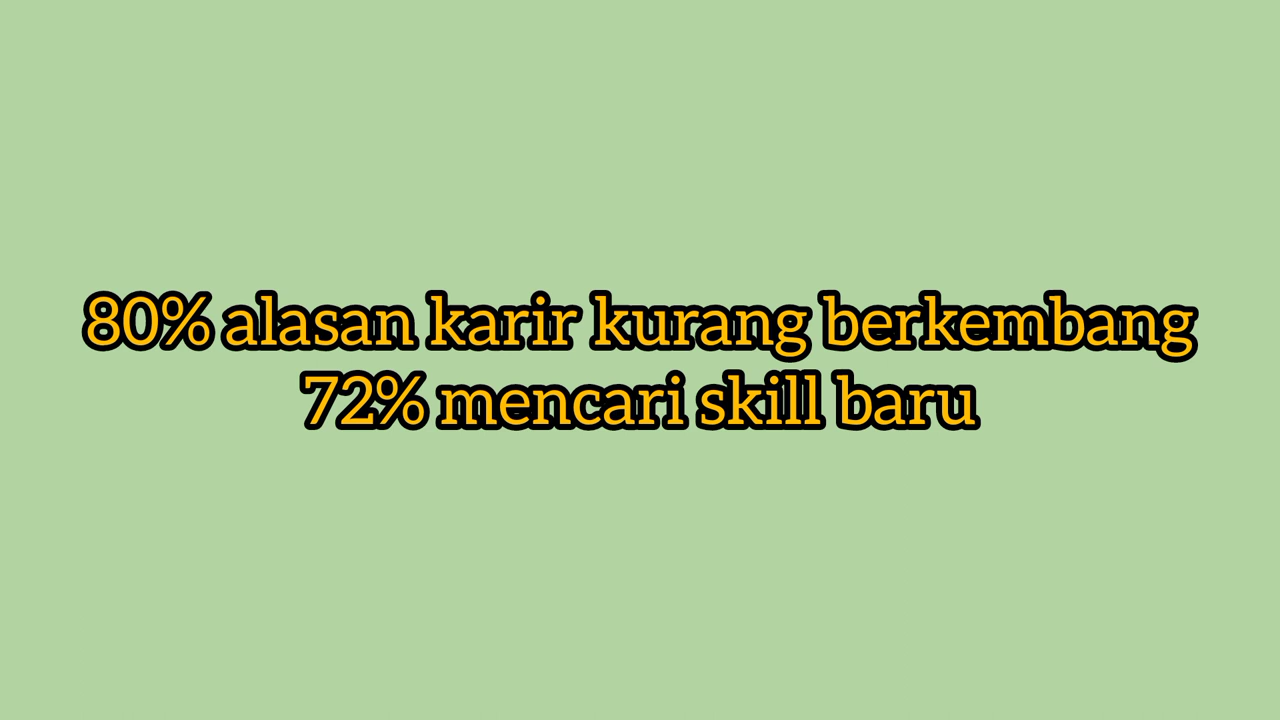 80% alasan karir kurang berkembang
72% mencari skill baru